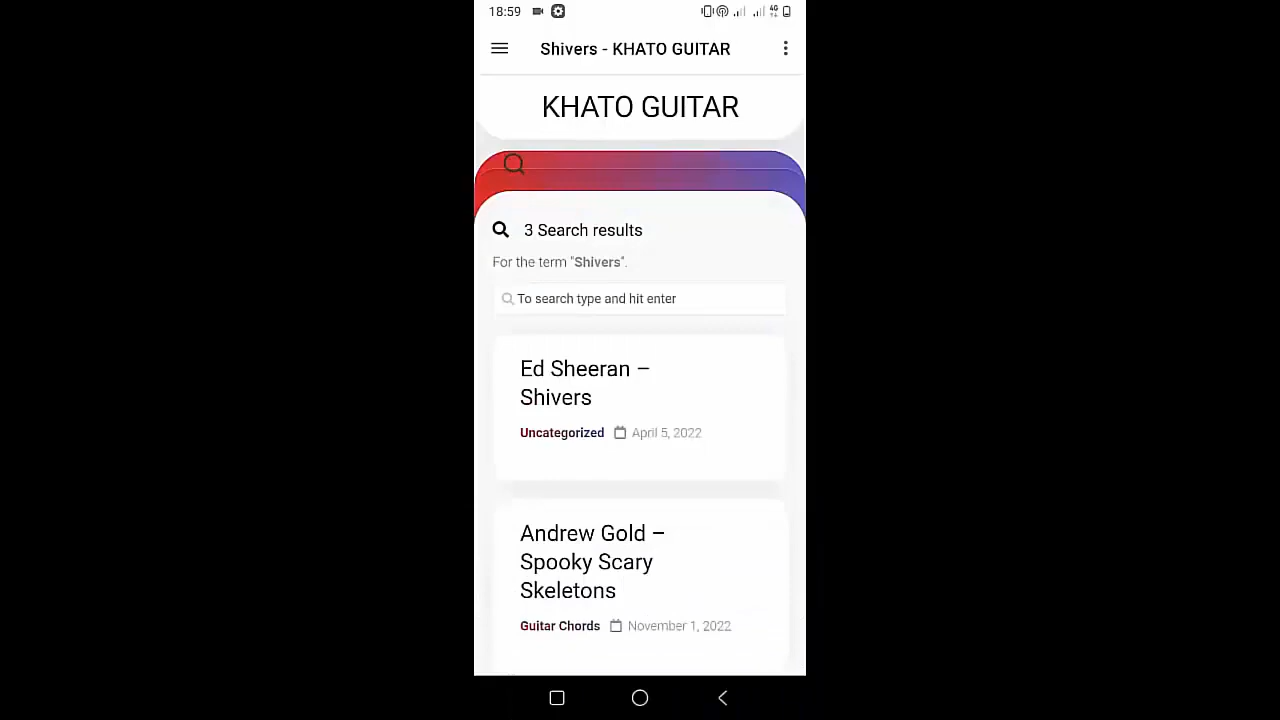 18:59 4G
Shivers - KHATO GUITAR
KHATO GUITAR
3 Search results
For the term "Shivers".
To search type and hit enter
Ed Sheeran –
Shivers
Uncategorized April 5, 2022
Andrew Gold –
Spooky Scary
Skeletons
Guitar Chords November 1, 2022